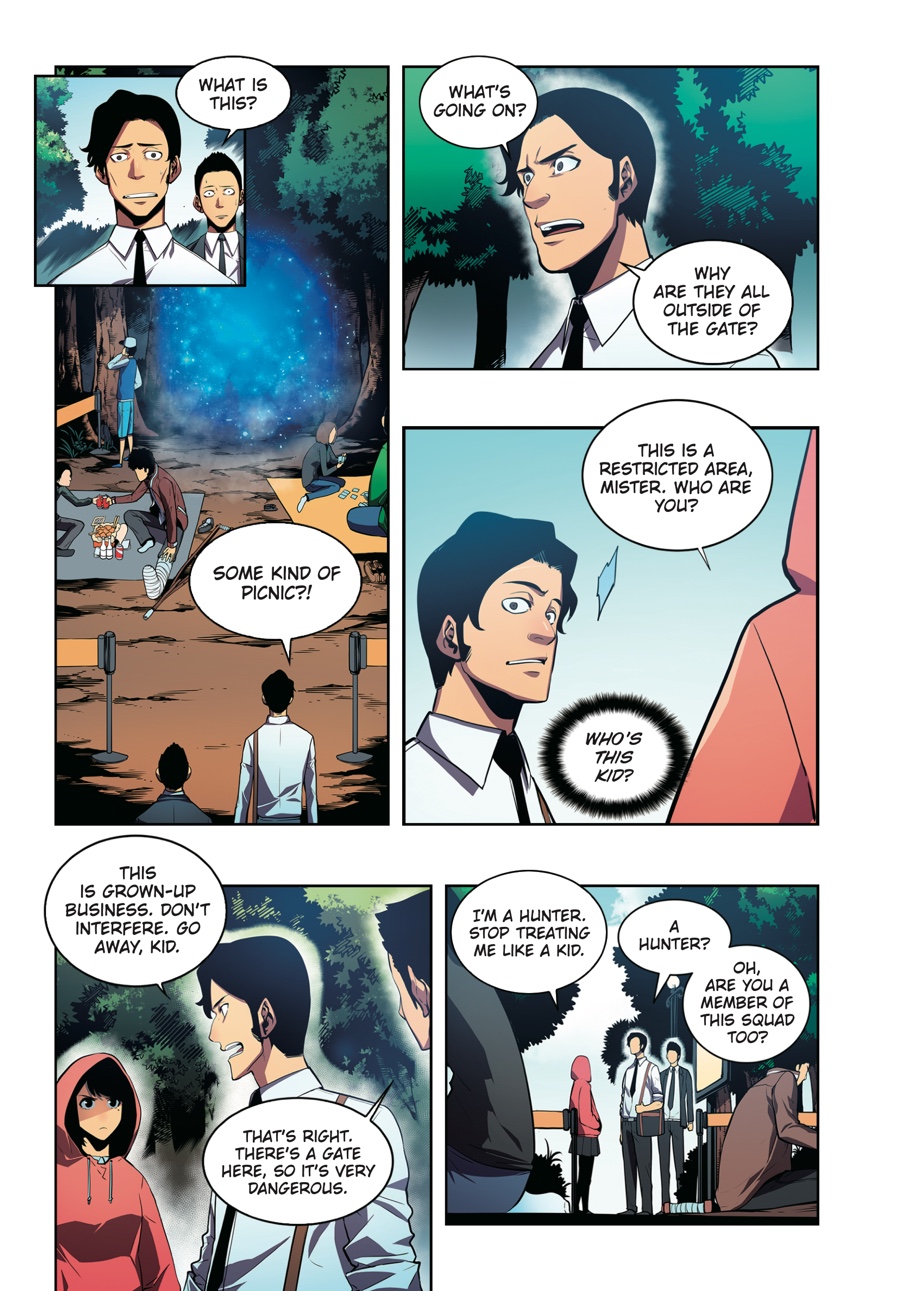 WHAT IS
THIS?
SOME KIND OF
PICNIC?!
WHAT'S
GOING ON?
WHY
ARE THEY ALL
OUTSIDE OF
THE GATE?
THIS IS A
RESTRICTED AREA,
MISTER. WHO ARE
YOU?
WHO'S
THIS
KID?
THIS
IS GROWN-UP
BUSINESS. DON'T
INTERFERE. GO
AWAY, KID.
THAT'S RIGHT.
THERE'S A GATE
HERE, SO IT'S VERY
DANGEROUS.
I'M A HUNTER.
STOP TREATING
ME LIKE A KID.
A
HUNTER?
OH,
ARE YOU A
MEMBER OF
THIS SQUAD
TOO?